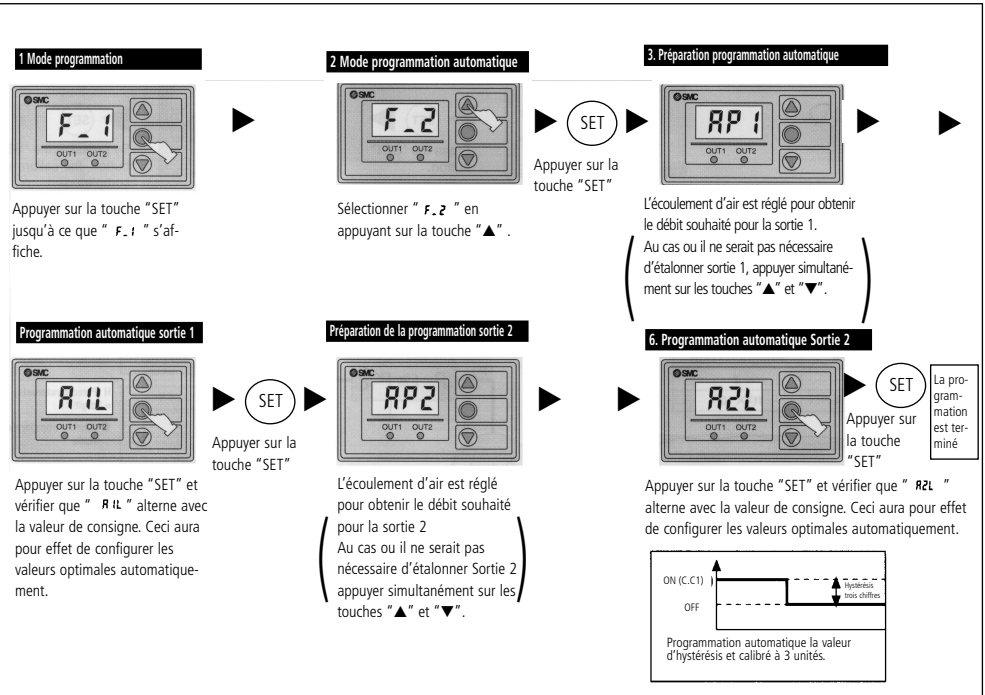 1 Mode programmation
SMC
F_1
OUT1 OUT2
Appuyer sur la touche "SET"
jusqu'à ce que " F_1 " s'af-
fiche.
2 Mode programmation automatique
SMC
F_2
OUT1 OUT2
Sélectionner " F_2 " en
appuyant sur la touche "▲" .
SET
Appuyer sur la
touche "SET"
3. Préparation programmation automatique
SMC
AP1
OUT1 OUT2
L'écoulement d'air est réglé pour obtenir
le débit souhaité pour la sortie 1.
Au cas ou il ne serait pas nécessaire
d'étalonner sortie 1, appuyer simultané-
ment sur les touches "▲" et "▼".
Programmation automatique sortie 1
SMC
A1L
OUT1 OUT2
Appuyer sur la touche "SET" et
vérifier que " A1L " alterne avec
la valeur de consigne. Ceci aura
pour effet de configurer les
valeurs optimales automatique-
ment.
SET
Appuyer sur la
touche "SET"
Préparation de la programmation sortie 2
SMC
AP2
OUT1 OUT2
L'écoulement d'air est réglé
pour obtenir le débit souhaité
pour la sortie 2
Au cas ou il ne serait pas
nécessaire d'étalonner Sortie 2
appuyer simultanément sur les
touches "▲" et "▼".
6. Programmation automatique Sortie 2
SMC
A2L
OUT1 OUT2
SET
Appuyer sur
la touche
"SET"
La pro-
gram-
mation
est ter-
miné
Appuyer sur la touche "SET" et vérifier que " A2L "
alterne avec la valeur de consigne. Ceci aura pour effet
de configurer les valeurs optimales automatiquement.
ON (C.C1)
OFF
Hystérésis
trois chiffres
Programmation automatique la valeur
d'hystérésis et calibré à 3 unités.